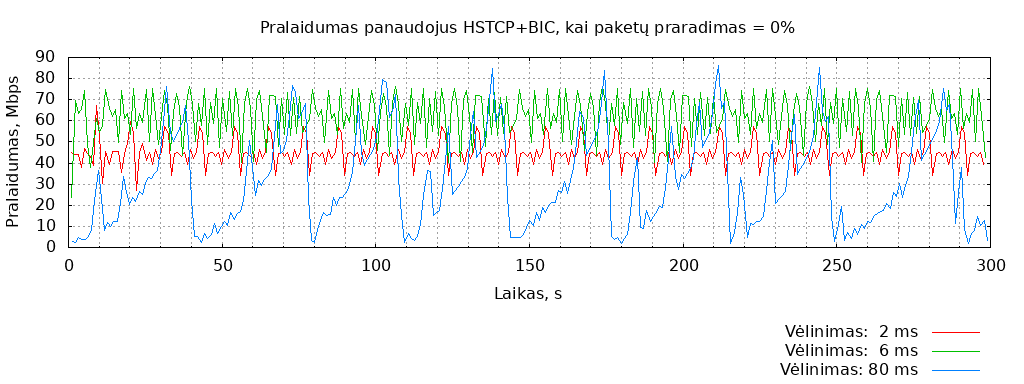 Pralaidumas panaudojus HSTCP+BIC, kai paketų praradimas = 0%
Pralaidumas, Mbps
90
80
70
60
50
40
30
20
10
0
0 50 100 150 200 250 300
Laikas, s
Vėlinimas: 2 ms
Vėlinimas: 6 ms
Vėlinimas: 80 ms